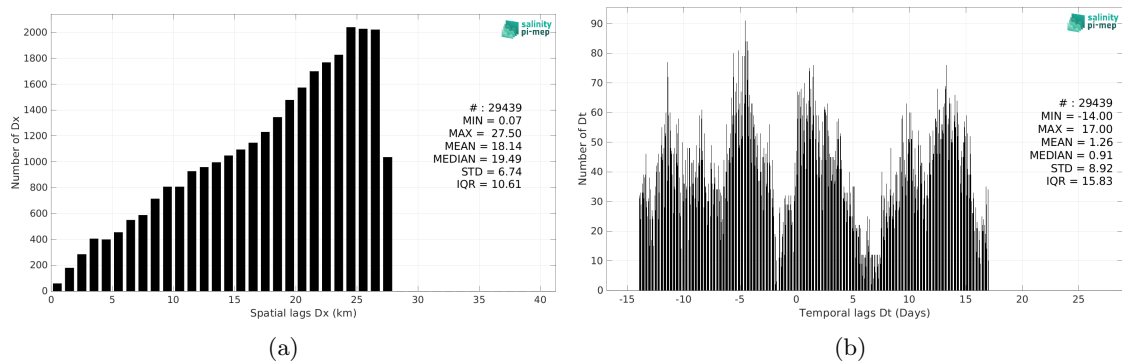 salinity
pi-mep
2000
1800
1600
1400
1200
1000
800
600
400
200
0
Number of Dx
# : 29439
MIN = 0.07
MAX = 27.50
MEAN = 18.14
MEDIAN = 19.49
STD = 6.74
IQR = 10.61
0 5 10 15 20 25 30 35 40
Spatial lags Dx (km)
(a)
salinity
pi-mep
90
80
70
60
50
40
30
20
10
0
Number of Dt
# : 29439
MIN = -14.00
MAX = 17.00
MEAN = 1.26
MEDIAN = 0.91
STD = 8.92
IQR = 15.83
-15 -10 -5 0 5 10 15 20 25
Temporal lags Dt (Days)
(b)